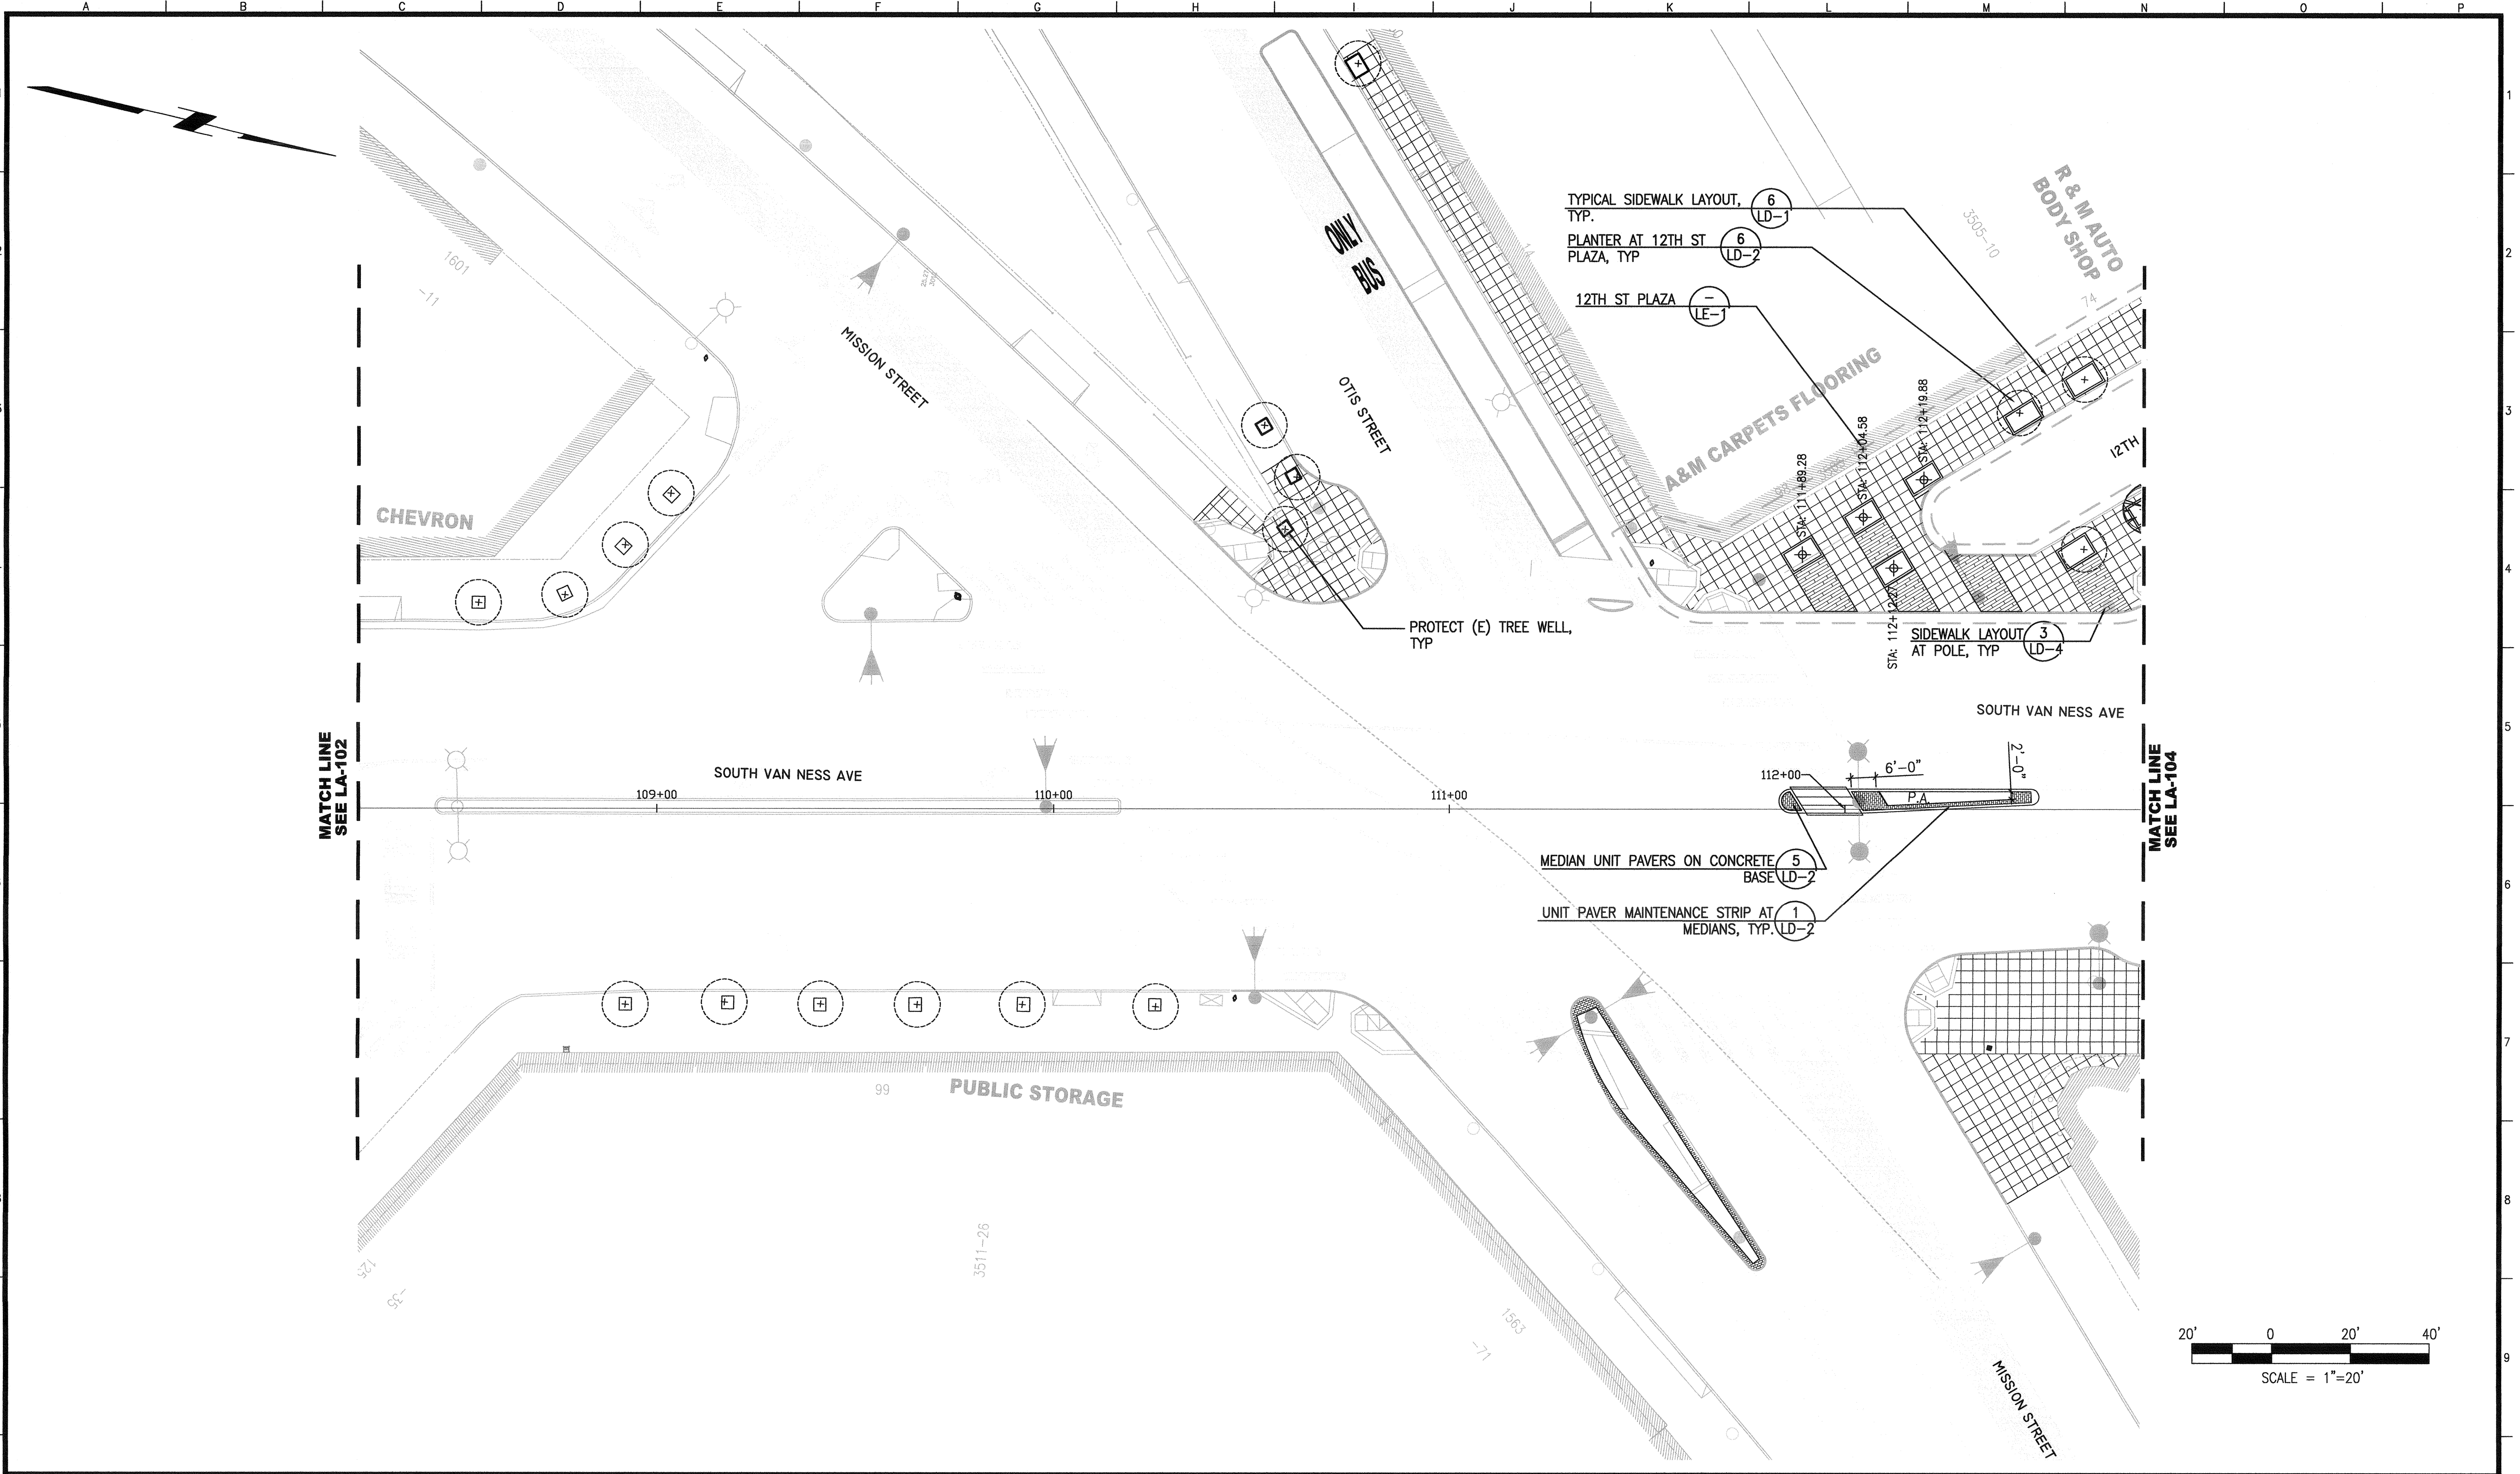 A B C D E F G H I J K L M N O P
1
2
3
4
5
6
7
8
9
1601
-11
CHEVRON
MISSION STREET
ONLY
BUS
OTIS STREET
14
TYPICAL SIDEWALK LAYOUT,
TYP.
6
LD-1
PLANTER AT 12TH ST
PLAZA, TYP
6
LD-2
12TH ST PLAZA
–
LE-1
3505-10
R & M AUTO
BODY SHOP
74
A&M CARPETS FLOORING
98
STA: 111+89.28
STA: 112+04.58
STA: 112+19.88
12TH
PROTECT (E) TREE WELL,
TYP
SIDEWALK LAYOUT
AT POLE, TYP
3
LD-4
SOUTH VAN NESS AVE
MATCH LINE
SEE LA-102
SOUTH VAN NESS AVE
109+00
110+00
111+00
112+00
6'-0"
2'-0"
P.A.
MATCH LINE
SEE LA-104
MEDIAN UNIT PAVERS ON CONCRETE
BASE
5
LD-2
UNIT PAVER MAINTENANCE STRIP AT
MEDIANS, TYP.
1
LD-2
99
PUBLIC STORAGE
3511-26
125
-35
1563
-71
MISSION STREET
20' 0 20' 40'
SCALE = 1"=20'